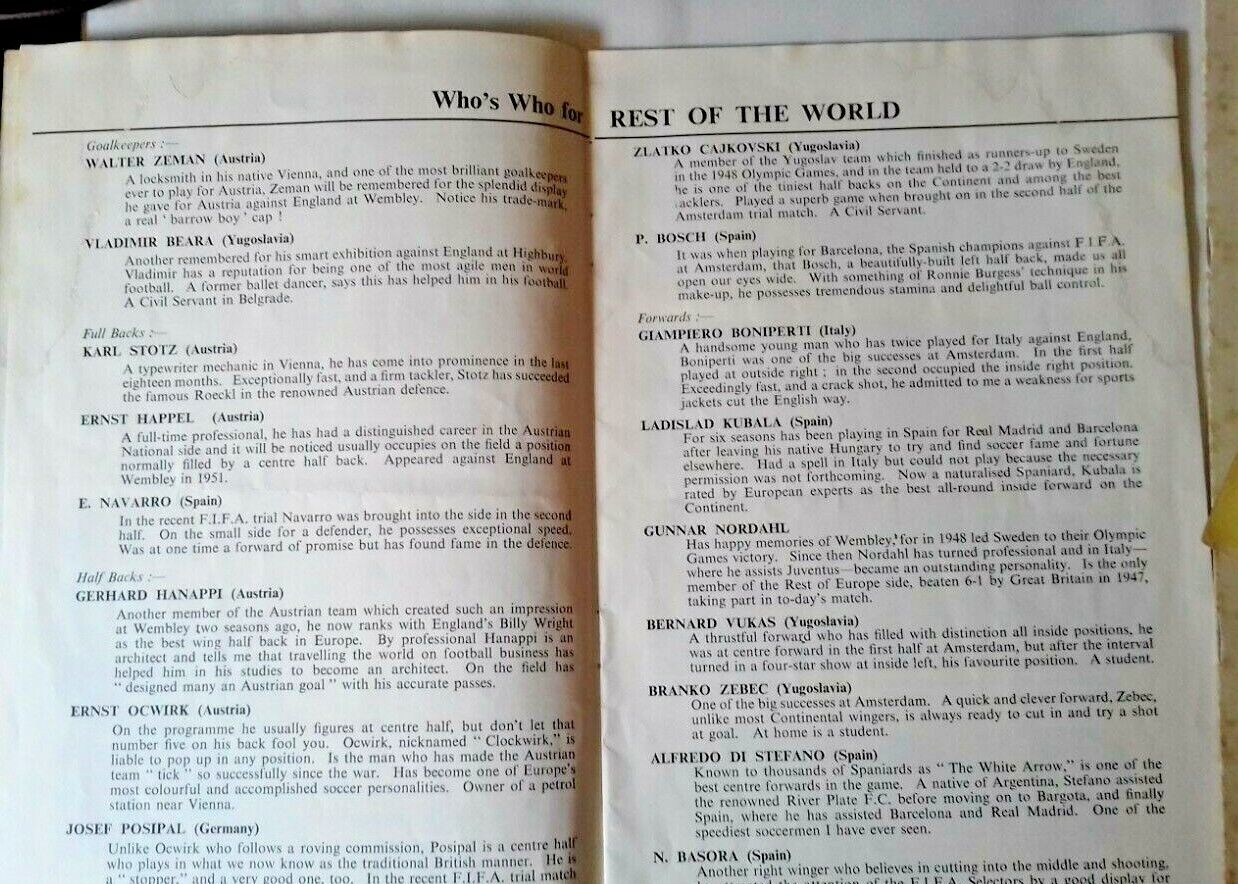 Who's Who for
Goalkeepers :—
WALTER ZEMAN (Austria)
A locksmith in his native Vienna, and one of the most brilliant goalkeepers
ever to play for Austria, Zeman will be remembered for the splendid display
he gave for Austria against England at Wembley. Notice his trade-mark,
a real ' barrow boy ' cap !
VLADIMIR BEARA (Yugoslavia)
Another remembered for his smart exhibition against England at Highbury.
Vladimir has a reputation for being one of the most agile men in world
football. A former ballet dancer, says this has helped him in his football.
A Civil Servant in Belgrade.
Full Backs :—
KARL STOTZ (Austria)
A typewriter mechanic in Vienna, he has come into prominence in the last
eighteen months. Exceptionally fast, and a firm tackler, Stotz has succeeded
the famous Roeckl in the renowned Austrian defence.
ERNST HAPPEL (Austria)
A full-time professional, he has had a distinguished career in the Austrian
National side and it will be noticed usually occupies on the field a position
normally filled by a centre half back. Appeared against England at
Wembley in 1951.
E. NAVARRO (Spain)
In the recent F.I.F.A. trial Navarro was brought into the side in the second
half. On the small side for a defender, he possesses exceptional speed.
Was at one time a forward of promise but has found fame in the defence.
Half Backs :—
GERHARD HANAPPI (Austria)
Another member of the Austrian team which created such an impression
at Wembley two seasons ago, he now ranks with England's Billy Wright
as the best wing half back in Europe. By professional Hanappi is an
architect and tells me that travelling the world on football business has
helped him in his studies to become an architect. On the field has
" designed many an Austrian goal " with his accurate passes.
ERNST OCWIRK (Austria)
On the programme he usually figures at centre half, but don't let that
number five on his back fool you. Ocwirk, nicknamed " Clockwirk," is
liable to pop up in any position. Is the man who has made the Austrian
team " tick " so successfully since the war. Has become one of Europe's
most colourful and accomplished soccer personalities. Owner of a petrol
station near Vienna.
JOSEF POSIPAL (Germany)
Unlike Ocwirk who follows a roving commission, Posipal is a centre half
who plays in what we now know as the traditional British manner. He is
a " stopper," and a very good one, too. In the recent F.I.F.A. trial match
REST OF THE WORLD
ZLATKO CAJKOVSKI (Yugoslavia)
A member of the Yugoslav team which finished as runners-up to Sweden
in the 1948 Olympic Games, and in the team held to a 2-2 draw by England,
he is one of the tiniest half backs on the Continent and among the best
acklers. Played a superb game when brought on in the second half of the
Amsterdam trial match. A Civil Servant.
P. BOSCH (Spain)
It was when playing for Barcelona, the Spanish champions against F.I.F.A.
at Amsterdam, that Bosch, a beautifully-built left half back, made us all
open our eyes wide. With something of Ronnie Burgess' technique in his
make-up, he possesses tremendous stamina and delightful ball control.
Forwards :—
GIAMPIERO BONIPERTI (Italy)
A handsome young man who has twice played for Italy against England,
Boniperti was one of the big successes at Amsterdam. In the first half
played at outside right ; in the second occupied the inside right position.
Exceedingly fast, and a crack shot, he admitted to me a weakness for sports
jackets cut the English way.
LADISLAD KUBALA (Spain)
For six seasons has been playing in Spain for Real Madrid and Barcelona
after leaving his native Hungary to try and find soccer fame and fortune
elsewhere. Had a spell in Italy but could not play because the necessary
permission was not forthcoming. Now a naturalised Spaniard, Kubala is
rated by European experts as the best all-round inside forward on the
Continent.
GUNNAR NORDAHL
Has happy memories of Wembley, for in 1948 led Sweden to their Olympic
Games victory. Since then Nordahl has turned professional and in Italy—
where he assists Juventus—became an outstanding personality. Is the only
member of the Rest of Europe side, beaten 6-1 by Great Britain in 1947,
taking part in to-day's match.
BERNARD VUKAS (Yugoslavia)
A thrustful forward who has filled with distinction all inside positions, he
was at centre forward in the first half at Amsterdam, but after the interval
turned in a four-star show at inside left, his favourite position. A student.
BRANKO ZEBEC (Yugoslavia)
One of the big successes at Amsterdam. A quick and clever forward, Zebec,
unlike most Continental wingers, is always ready to cut in and try a shot
at goal. At home is a student.
ALFREDO DI STEFANO (Spain)
Known to thousands of Spaniards as " The White Arrow," is one of the
best centre forwards in the game. A native of Argentina, Stefano assisted
the renowned River Plate F.C. before moving on to Bargota, and finally
Spain, where he has assisted Barcelona and Real Madrid. One of the
speediest soccermen I have ever seen.
N. BASORA (Spain)
Another right winger who believes in cutting into the middle and shooting,
the attention of the F.I.F.A. Selectors by a good display for